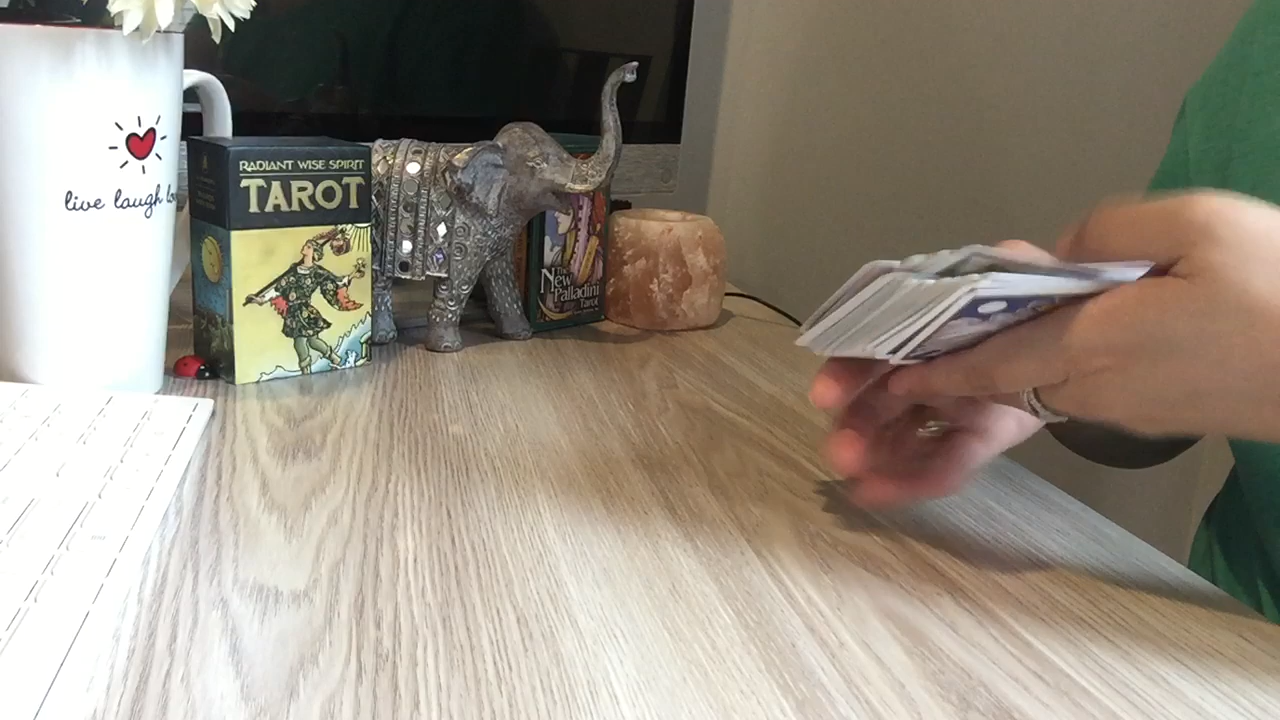 live laugh lo
RADIANT WISE SPIRIT
TAROT
The
New
Palladini
Tarot